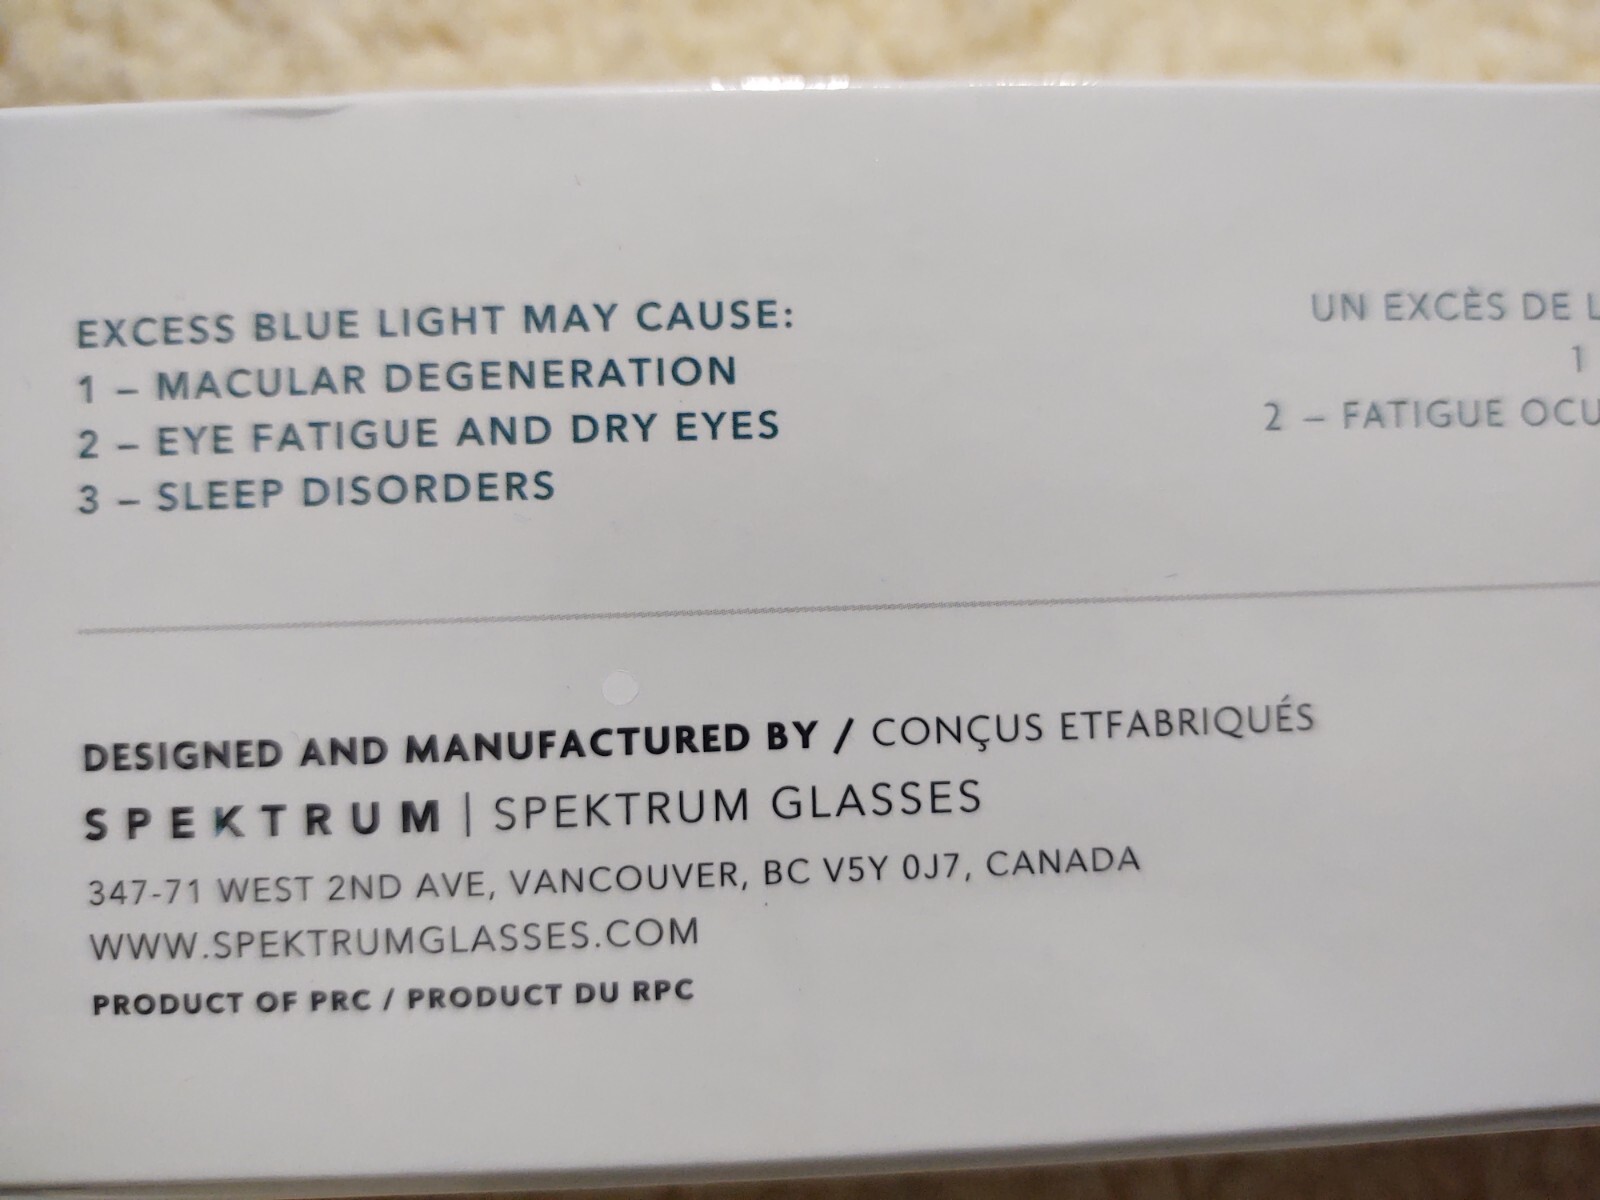 EXCESS BLUE LIGHT MAY CAUSE:
1 – MACULAR DEGENERATION
2 – EYE FATIGUE AND DRY EYES
3 – SLEEP DISORDERS
UN EXCÈS DE
1
2 – FATIGUE
DESIGNED AND MANUFACTURED BY / CONÇUS ETFABRIQUÉS
SPEKTRUM | SPEKTRUM GLASSES
347-71 WEST 2ND AVE, VANCOUVER, BC V5Y 0J7, CANADA
WWW.SPEKTRUMGLASSES.COM
PRODUCT OF PRC / PRODUCT DU RPC